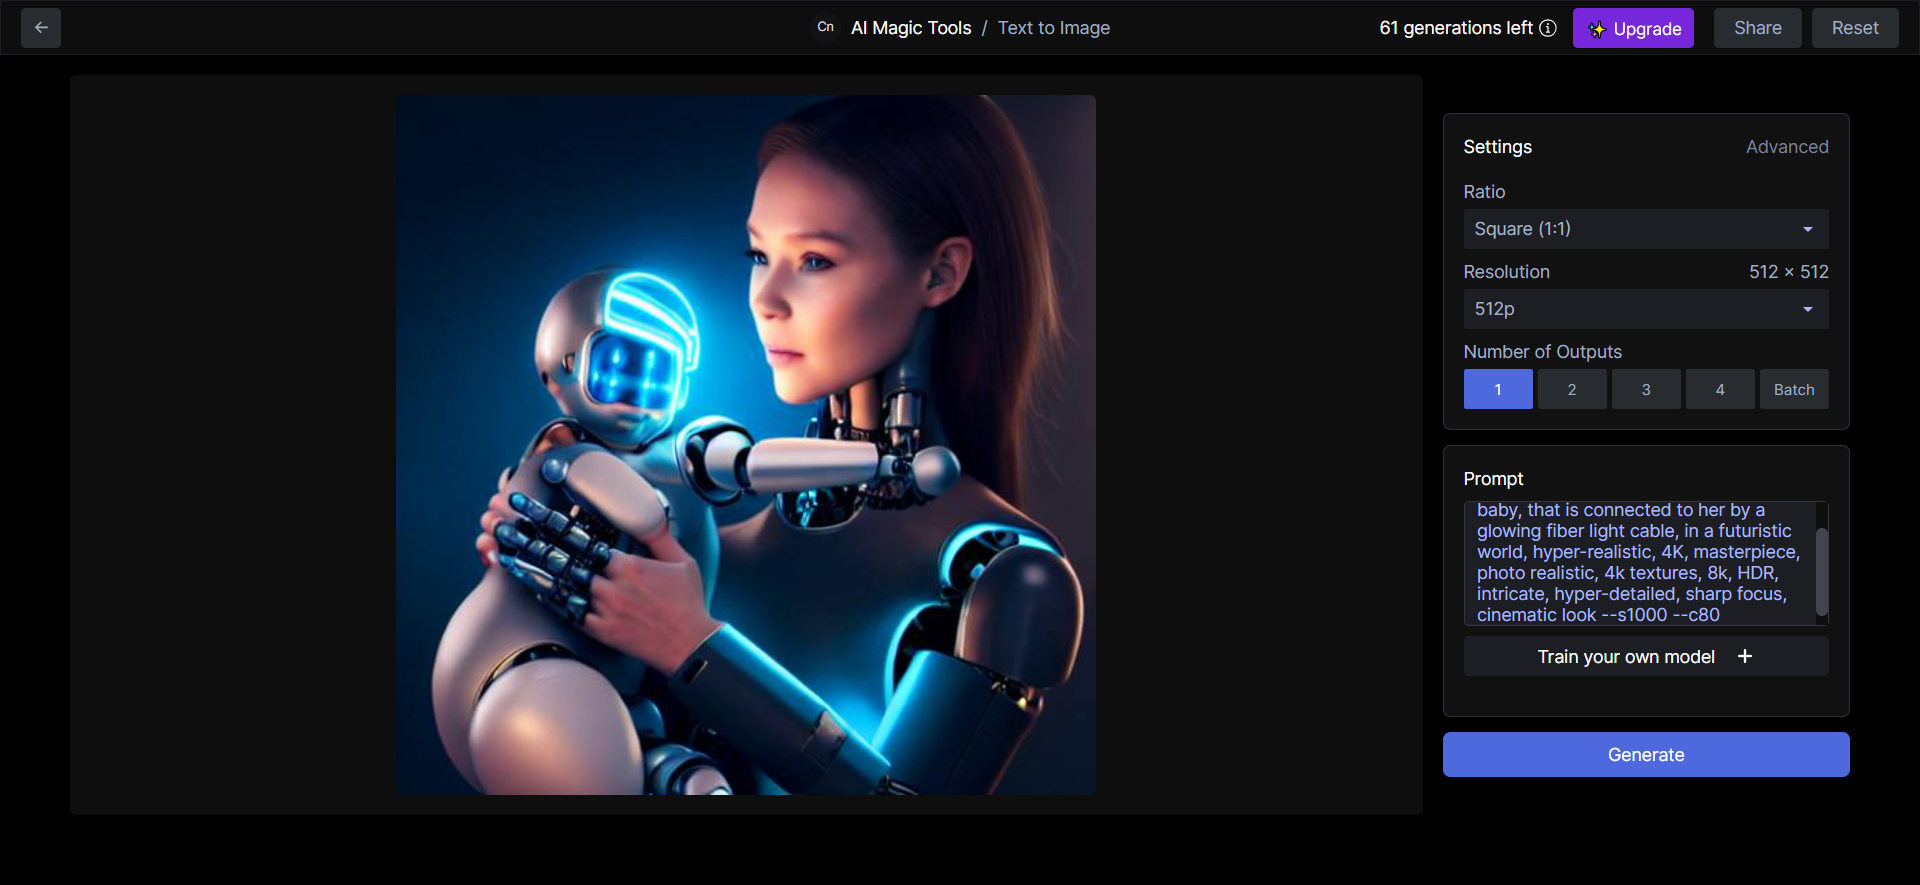 Cn AI Magic Tools / Text to Image
61 generations left
Upgrade
Share
Reset
Settings
Advanced
Ratio
Square (1:1)
Resolution
512 × 512
512p
Number of Outputs
1
2
3
4
Batch
Prompt
baby, that is connected to her by a
glowing fiber light cable, in a futuristic
world, hyper-realistic, 4K, masterpiece,
photo realistic, 4k textures, 8k, HDR,
intricate, hyper-detailed, sharp focus,
cinematic look --s1000 --c80
Train your own model +
Generate